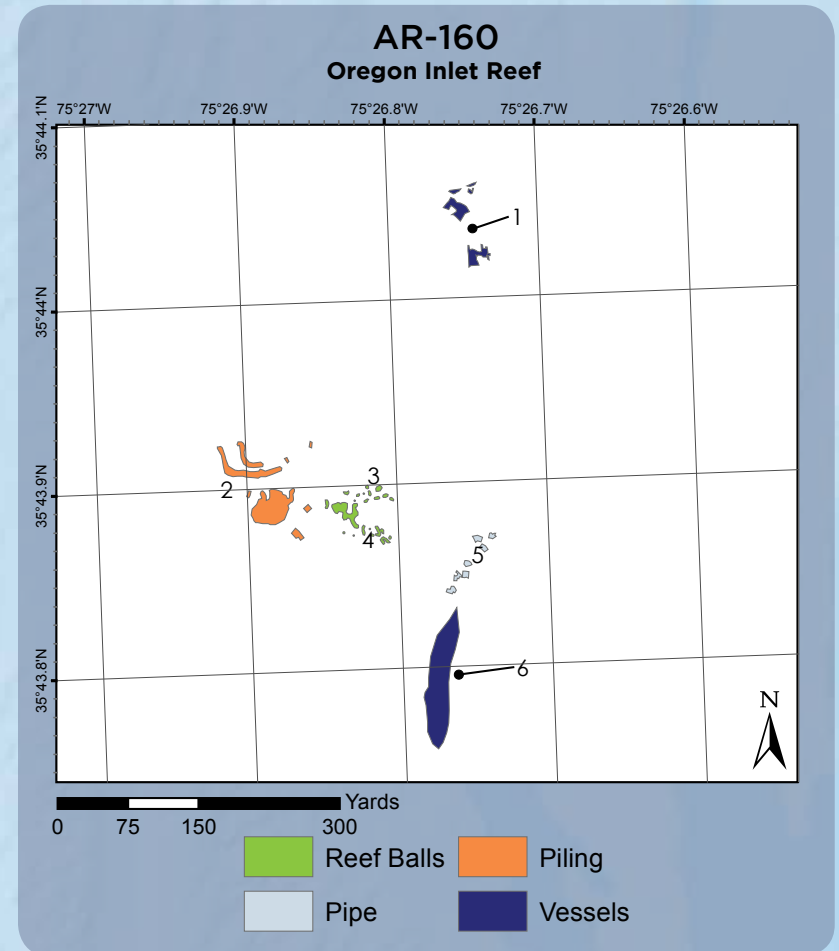 AR-160
Oregon Inlet Reef
75°27'W 75°26.9'W 75°26.8'W 75°26.7'W 75°26.6'W
35°44.1'N
1
35°44'N
3
2
35°43.9'N
4
5
6
35°43.8'N
N
Yards
0 75 150 300
Reef Balls Piling
Pipe Vessels